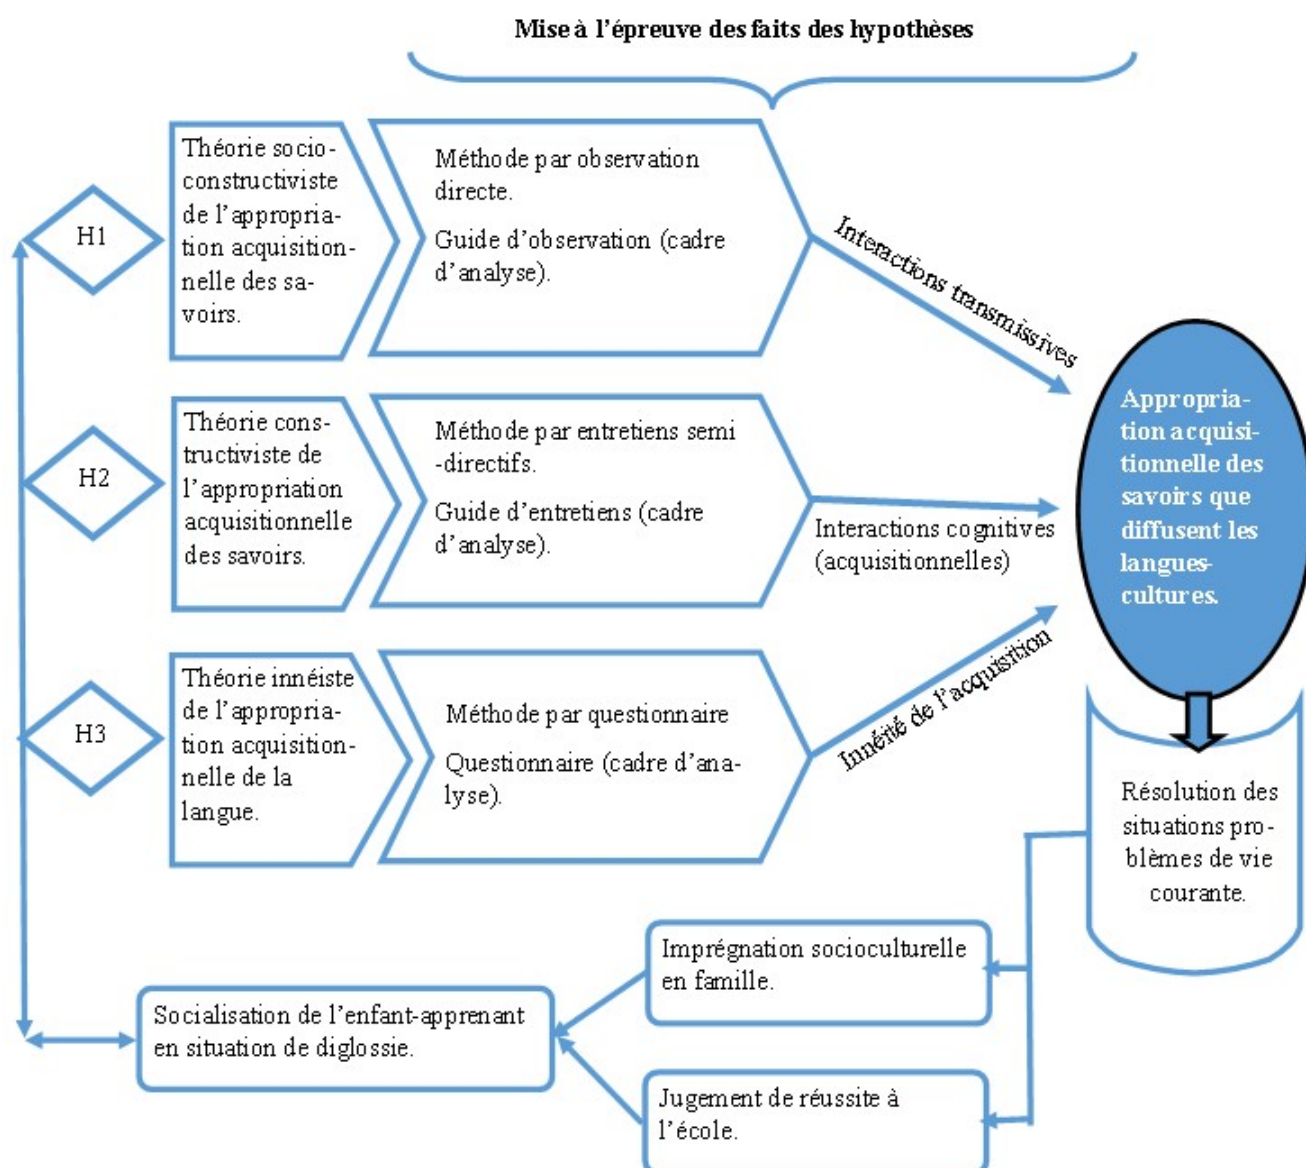 Mise à l’épreuve des faits des hypothèses
H1
Théorie socio-
constructiviste
de l’appropria-
tion acquisition-
nelle des sa-
voirs.
Méthode par observation
directe.
Guide d’observation (cadre
d’analyse).
Interactions transmissives
H2
Théorie cons-
tructiviste de
l’appropriation
acquisitionnelle
des savoirs.
Méthode par entretiens semi
-directifs.
Guide d’entretiens (cadre
d’analyse).
Interactions cognitives
(acquisitionnelles)
H3
Théorie innéiste
de l’appropria-
tion acquisition-
nelle de la
langue.
Méthode par questionnaire
Questionnaire (cadre d’ana-
lyse).
Innéité de l’acquisition
Appropria-
tion acquisi-
tionnelle des
savoirs que
diffusent les
langues-
cultures.
Résolution des
situations pro-
blèmes de vie
courante.
Imprégnation socioculturelle
en famille.
Socialisation de l’enfant-apprenant
en situation de diglossie.
Jugement de réussite à
l’école.